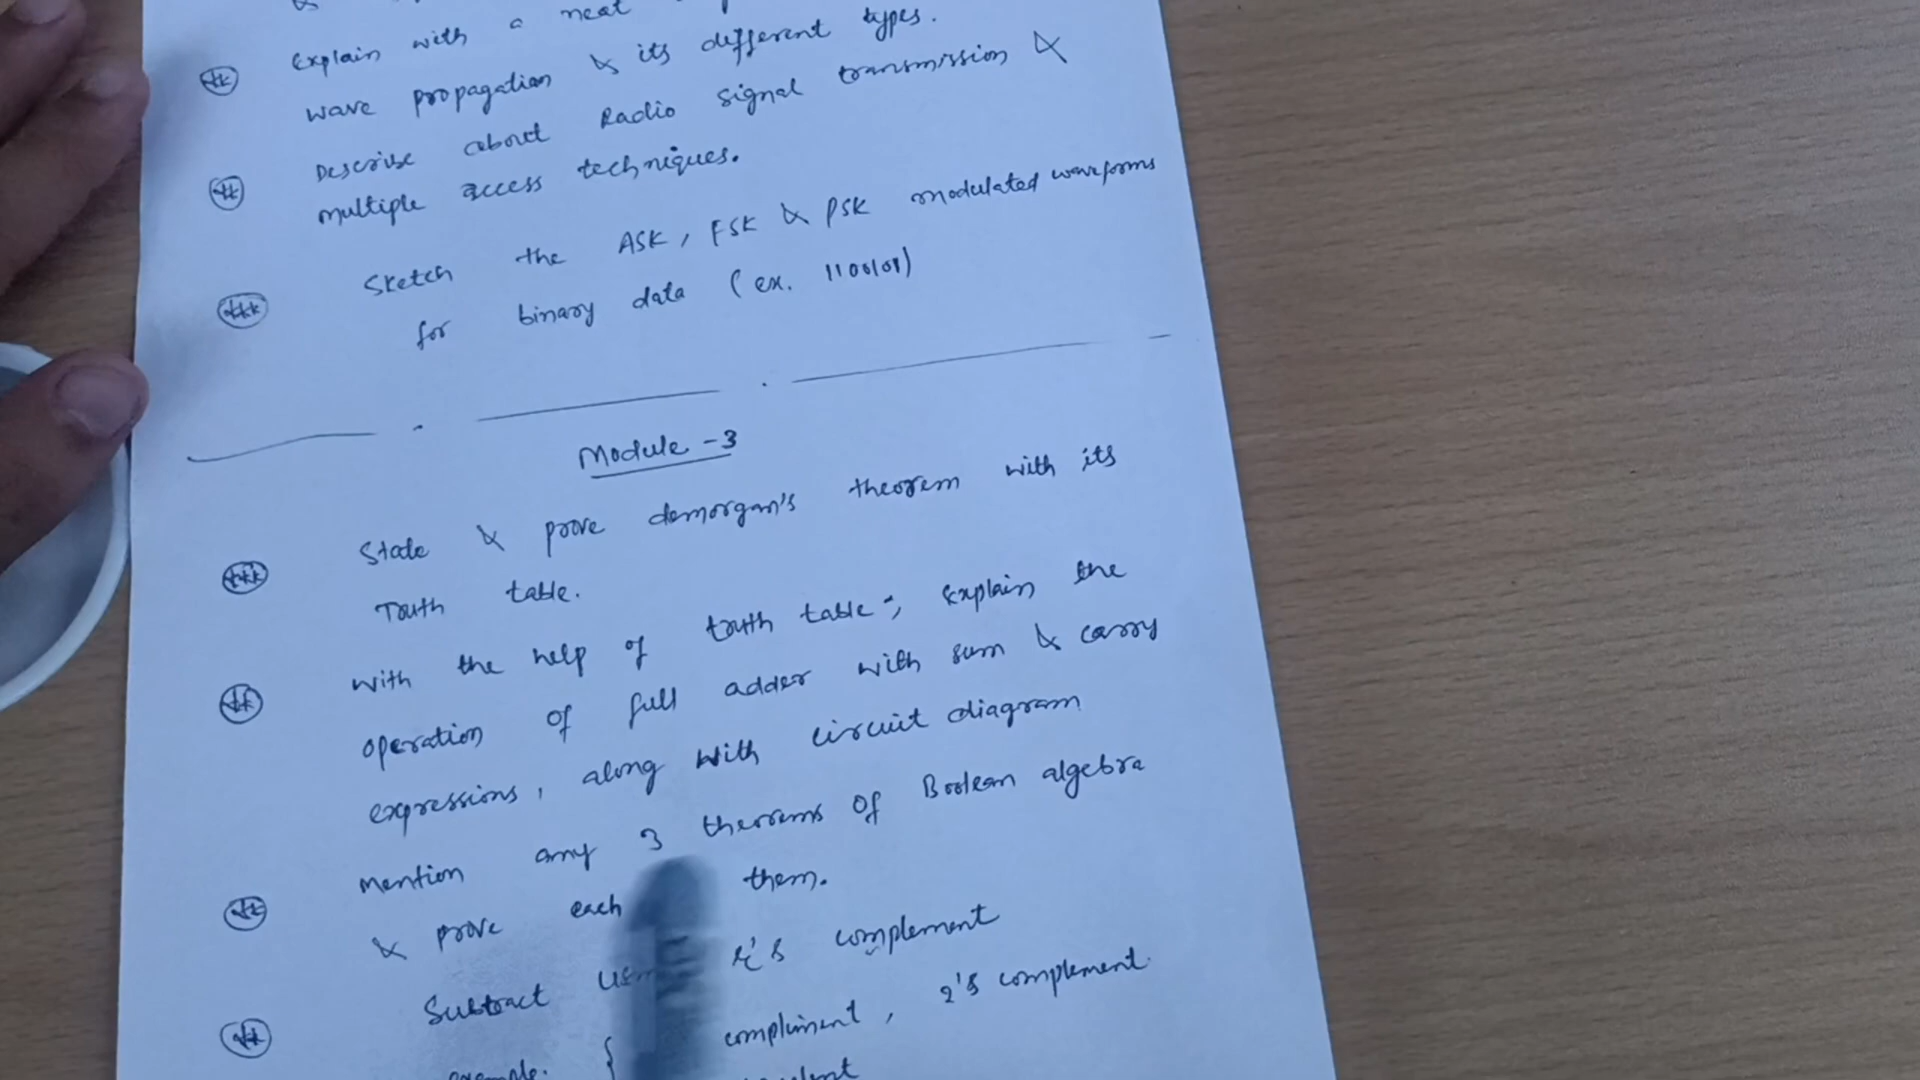 Explain with a neat
wave propagation & its different types.
Describe about Radio signal transmission &
multiple access techniques.
Sketch the ASK, FSK & PSK modulated waveforms
for binary data (ex. 1100101)
Module-3
State & prove demorgan's theorem with its
Truth table.
with the help of truth table, Explain the
operation of full adder with sum & carry
expressions, along with circuit diagram
mention any 3 theorems of Boolean algebra
& prove each them.
Subtract complement
example. { compliment, 2's complement